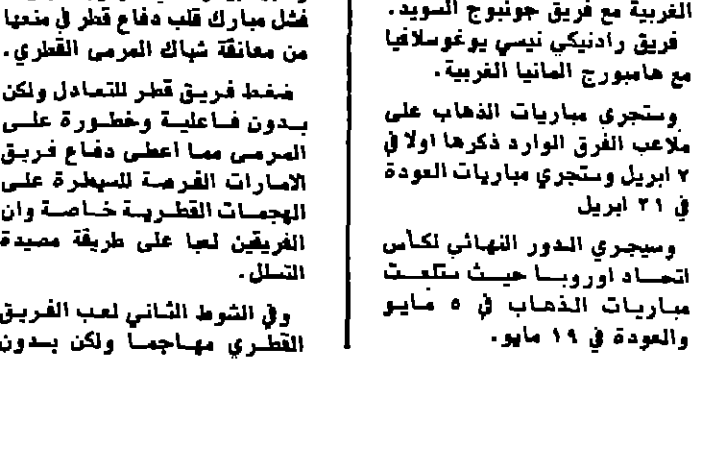 الغربية مع فريق جوتنبوج السويد.
فريق رادنيكي نيسي يوغوسلافيا
مع هامبورج المانيا الغربية.
وستجري مباريات الذهاب على
ملاعب الفرق الوارد ذكرها اولا في
٧ ابريل وستجري مباريات العودة
في ٢١ ابريل
وسيجري الدور النهائي لكاس
اتحاد اوروبا حيث ستلعب
مباريات الذهاب في ٥ مايو
والعودة في ١٩ مايو.
فشل مبارك قلب دفاع قطر في منعها
من معانقة شباك المرمى القطري.
ضغط فريق قطر للتعادل ولكن
بدون فاعلية وخطورة على
المرمى مما اعطى دفاع فريق
الامارات الفرصة للسيطرة على
الهجمات القطرية خاصة وان
الفريقين لعبا على طريقة مصيدة
التسلل.
وفي الشوط الثاني لعب الفريق
القطري مهاجما ولكن بدون